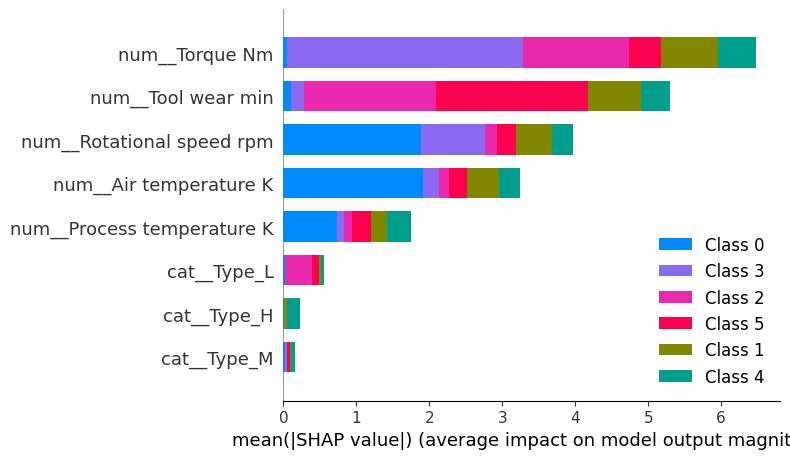 num__Torque Nm
num__Tool wear min
num__Rotational speed rpm
num__Air temperature K
num__Process temperature K
cat__Type_L
cat__Type_H
cat__Type_M
Class 0
Class 3
Class 2
Class 5
Class 1
Class 4
0 1 2 3 4 5 6
mean(|SHAP value|) (average impact on model output magnit